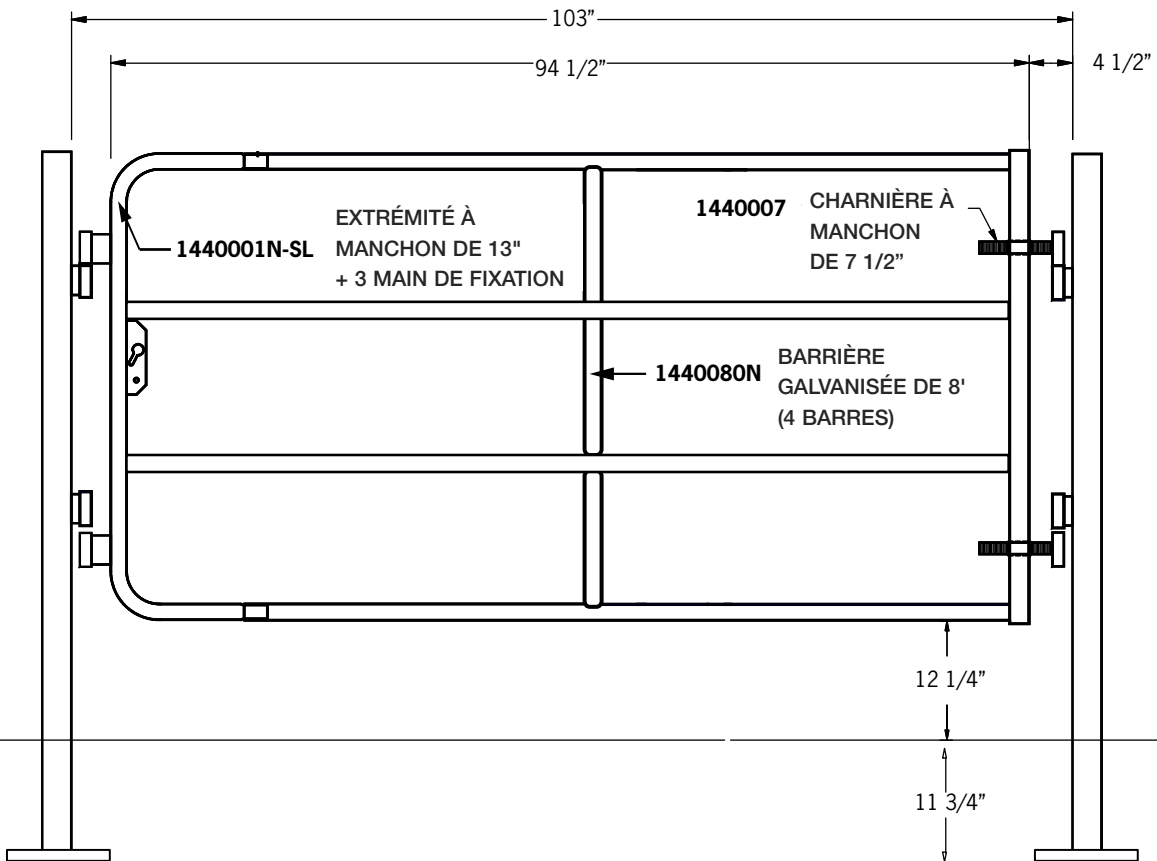 103”
94 1/2”
4 1/2”
1440001N-SL
EXTRÉMITÉ À
MANCHON DE 13"
+ 3 MAIN DE FIXATION
1440007
CHARNIÈRE À
MANCHON
DE 7 1/2”
1440080N
BARRIÈRE
GALVANISÉE DE 8'
(4 BARRES)
12 1/4”
11 3/4”